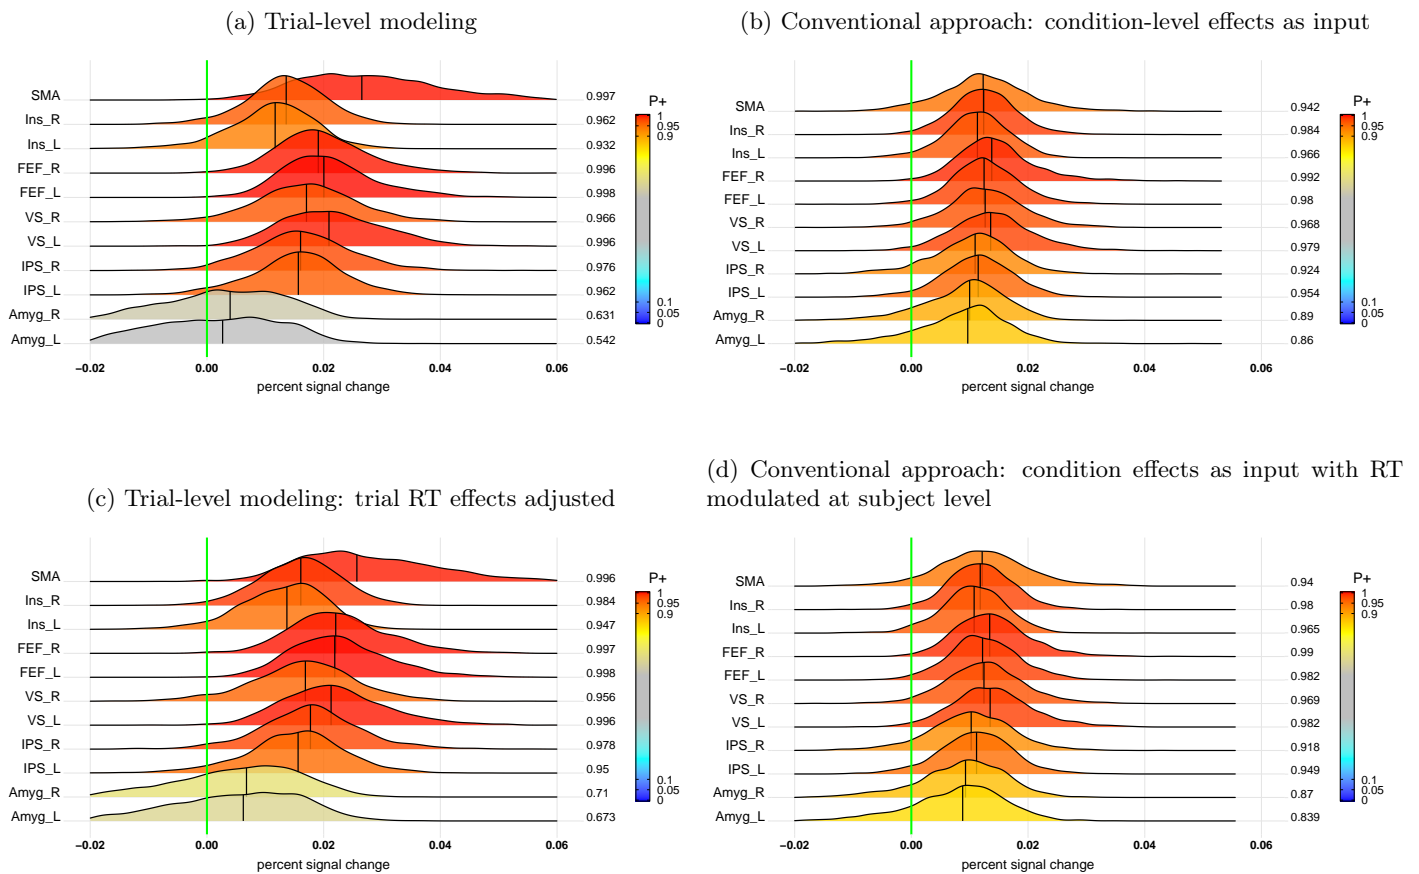 (a) Trial-level modeling
SMA 0.997
Ins_R 0.962
Ins_L 0.932
FEF_R 0.996
FEF_L 0.998
VS_R 0.966
VS_L 0.996
IPS_R 0.976
IPS_L 0.962
Amyg_R 0.631
Amyg_L 0.542
−0.02 0.00 0.02 0.04 0.06
percent signal change
P+
1
0.95
0.9
0.1
0.05
0
(b) Conventional approach: condition-level effects as input
SMA 0.942
Ins_R 0.984
Ins_L 0.966
FEF_R 0.992
FEF_L 0.98
VS_R 0.968
VS_L 0.979
IPS_R 0.924
IPS_L 0.954
Amyg_R 0.89
Amyg_L 0.86
−0.02 0.00 0.02 0.04 0.06
percent signal change
P+
1
0.95
0.9
0.1
0.05
0
(c) Trial-level modeling: trial RT effects adjusted
SMA 0.996
Ins_R 0.984
Ins_L 0.947
FEF_R 0.997
FEF_L 0.998
VS_R 0.956
VS_L 0.996
IPS_R 0.978
IPS_L 0.95
Amyg_R 0.71
Amyg_L 0.673
−0.02 0.00 0.02 0.04 0.06
percent signal change
P+
1
0.95
0.9
0.1
0.05
0
(d) Conventional approach: condition effects as input with RT
modulated at subject level
SMA 0.94
Ins_R 0.98
Ins_L 0.965
FEF_R 0.99
FEF_L 0.982
VS_R 0.969
VS_L 0.982
IPS_R 0.918
IPS_L 0.949
Amyg_R 0.87
Amyg_L 0.839
−0.02 0.00 0.02 0.04 0.06
percent signal change
P+
1
0.95
0.9
0.1
0.05
0